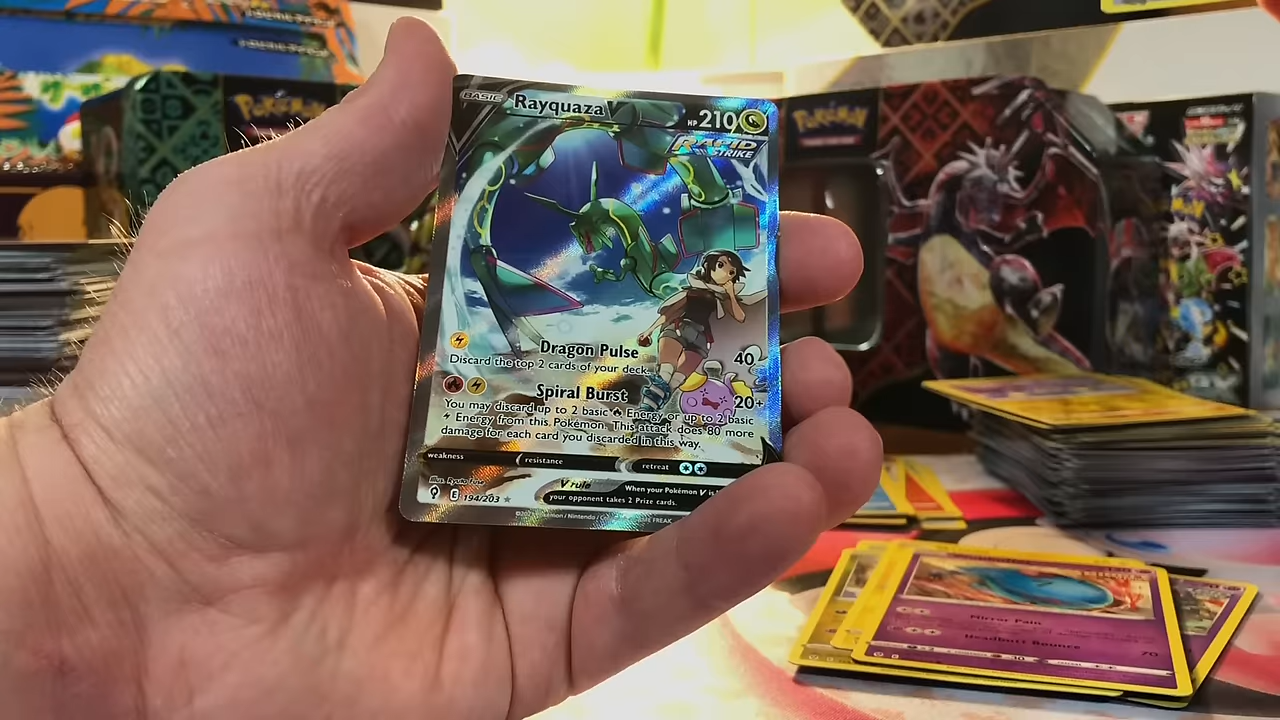 BASIC Rayquaza V HP 210
RAPID
STRIKE
Dragon Pulse 40
Discard the top 2 cards of your deck.
Spiral Burst 20+
You may discard up to 2 basic Energy or up to 2 basic
Energy from this Pokémon. This attack does 80 more
damage for each card you discarded in this way.
weakness resistance retreat
Illus. Ryuta Fuse
V rule When your Pokémon V is
your opponent takes 2 Prize cards.
E 194/203
Pokémon
Pokémon
Mirror Pain
Headbutt Bounce 70